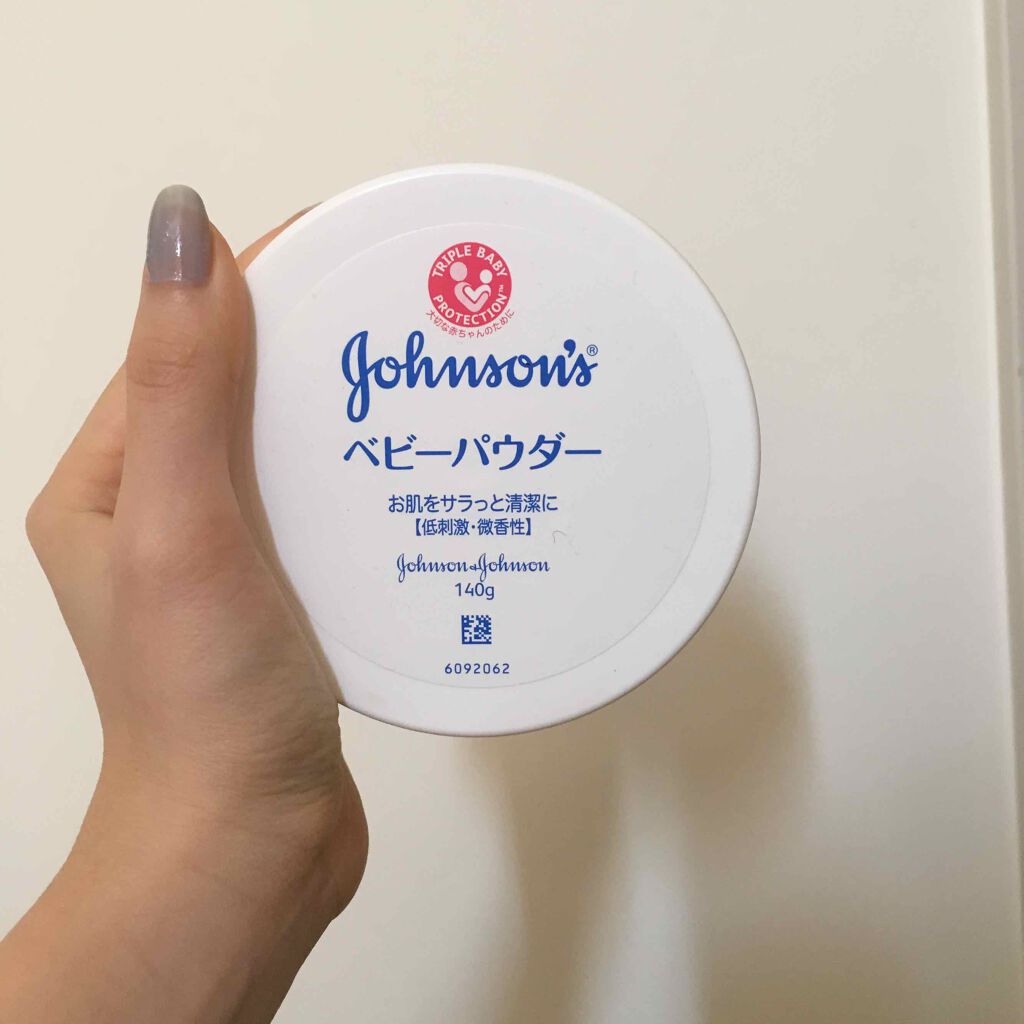 TRIPLE BABY
PROTECTION™
大切な赤ちゃんのために
Johnson's®
ベビーパウダー
お肌をサラっと清潔に
【低刺激・微香性】
Johnson&Johnson
140g
6092062